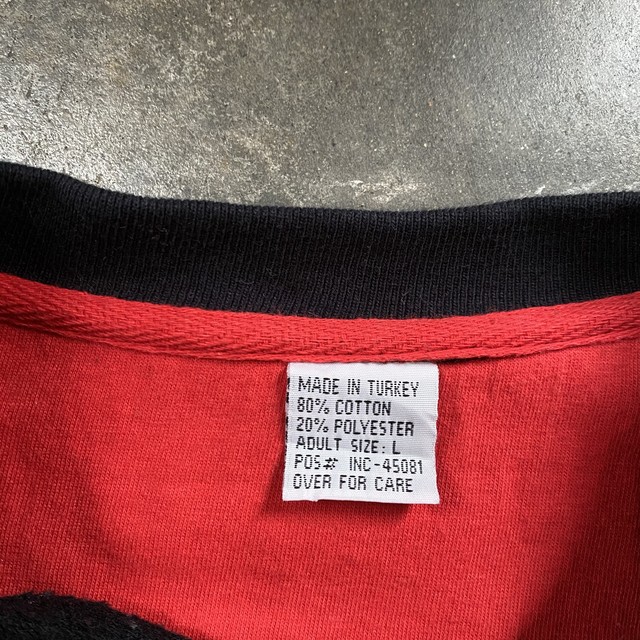 MADE IN TURKEY
80% COTTON
20% POLYESTER
ADULT SIZE: L
POS# INC-45081
OVER FOR CARE